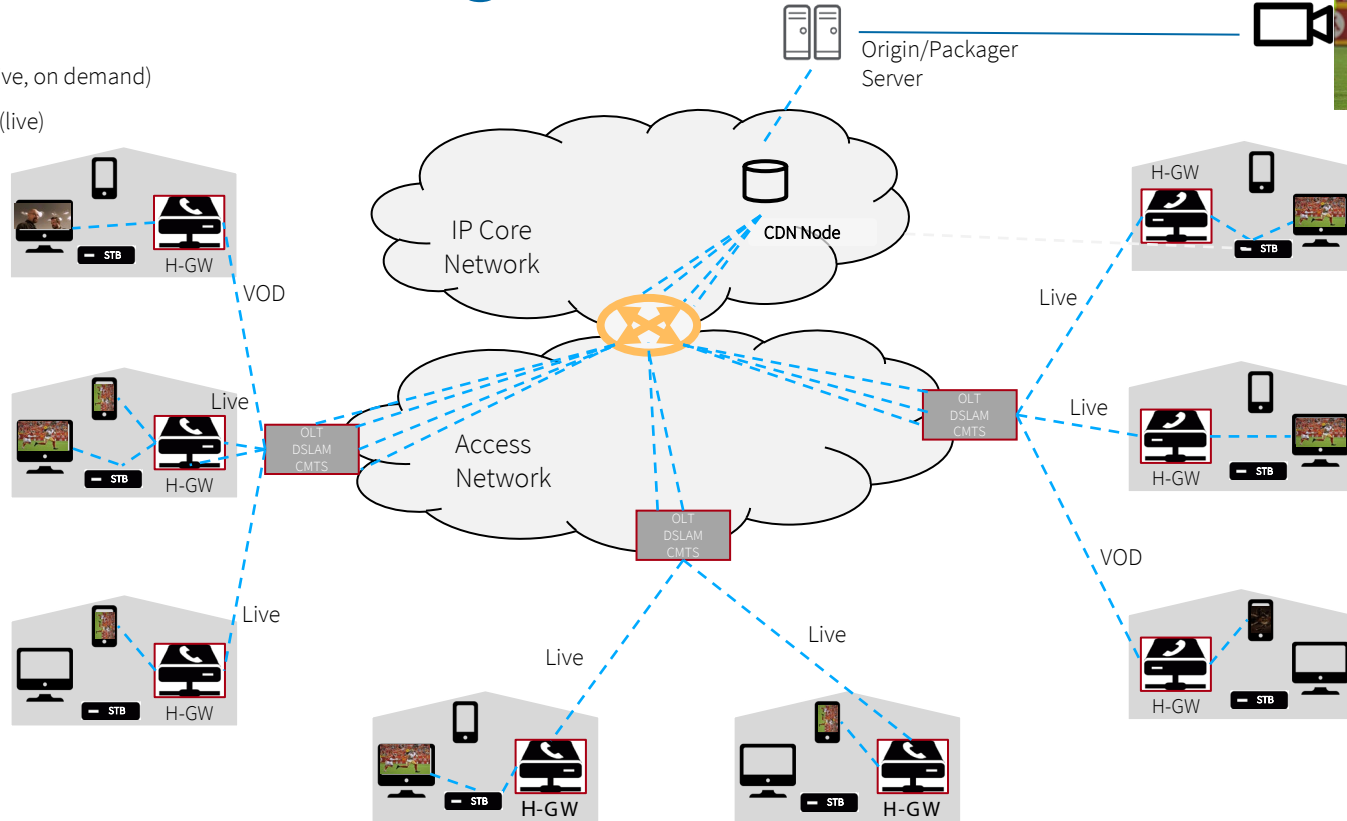 Origin/Packager
Server
ve, on demand)
(live)
H-GW
STB
STB
H-GW
IP Core
Network
CDN Node
VOD
Live
Live
Live
OLT
DSLAM
CMTS
OLT
DSLAM
CMTS
Access
Network
STB
H-GW
STB
H-GW
OLT
DSLAM
CMTS
VOD
Live
Live
Live
STB
H-GW
STB
H-GW
STB
H-GW
STB
H-GW